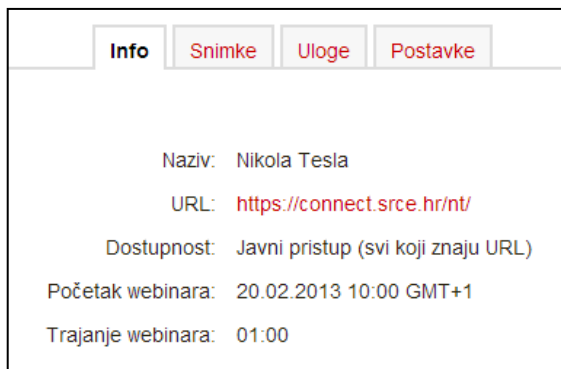 Info Snimke Uloge Postavke
Naziv: Nikola Tesla
URL: https://connect.srce.hr/nt/
Dostupnost: Javni pristup (svi koji znaju URL)
Početak webinara: 20.02.2013 10:00 GMT+1
Trajanje webinara: 01:00